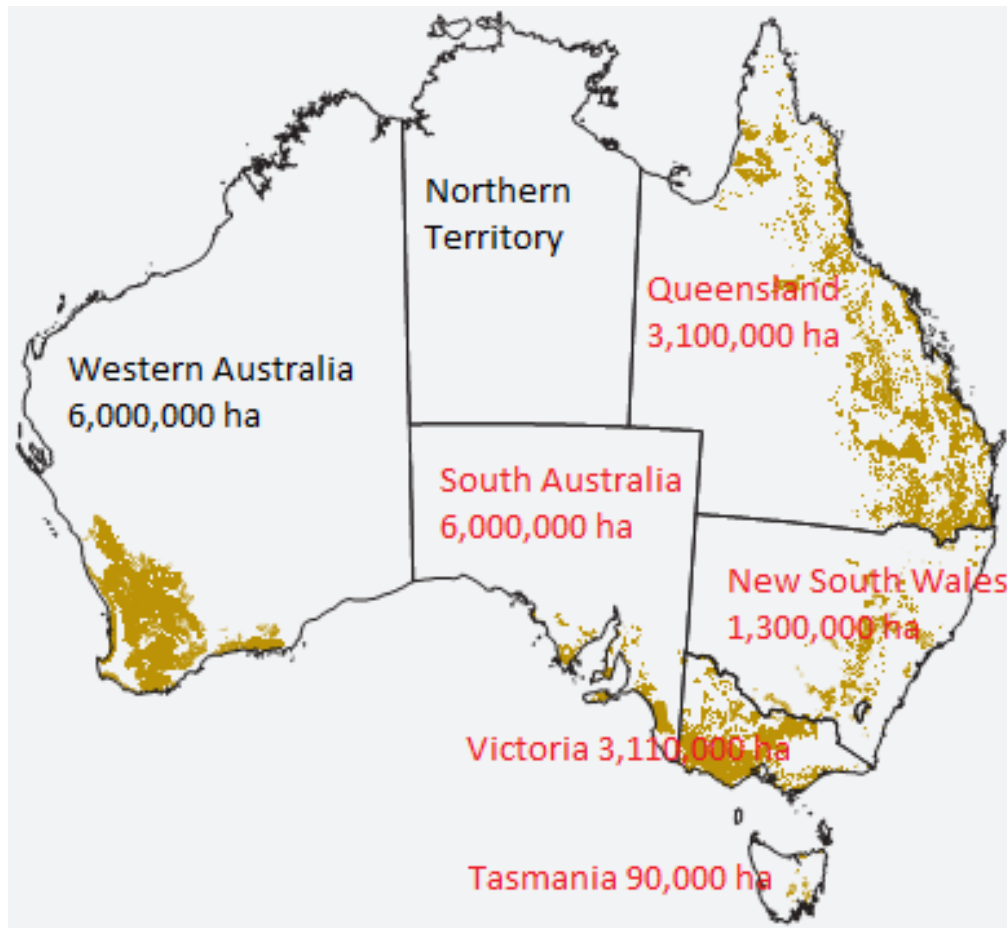 Northern
Territory
Queensland
3,100,000 ha
Western Australia
6,000,000 ha
South Australia
6,000,000 ha
New South Wales
1,300,000 ha
Victoria 3,110,000 ha
Tasmania 90,000 ha